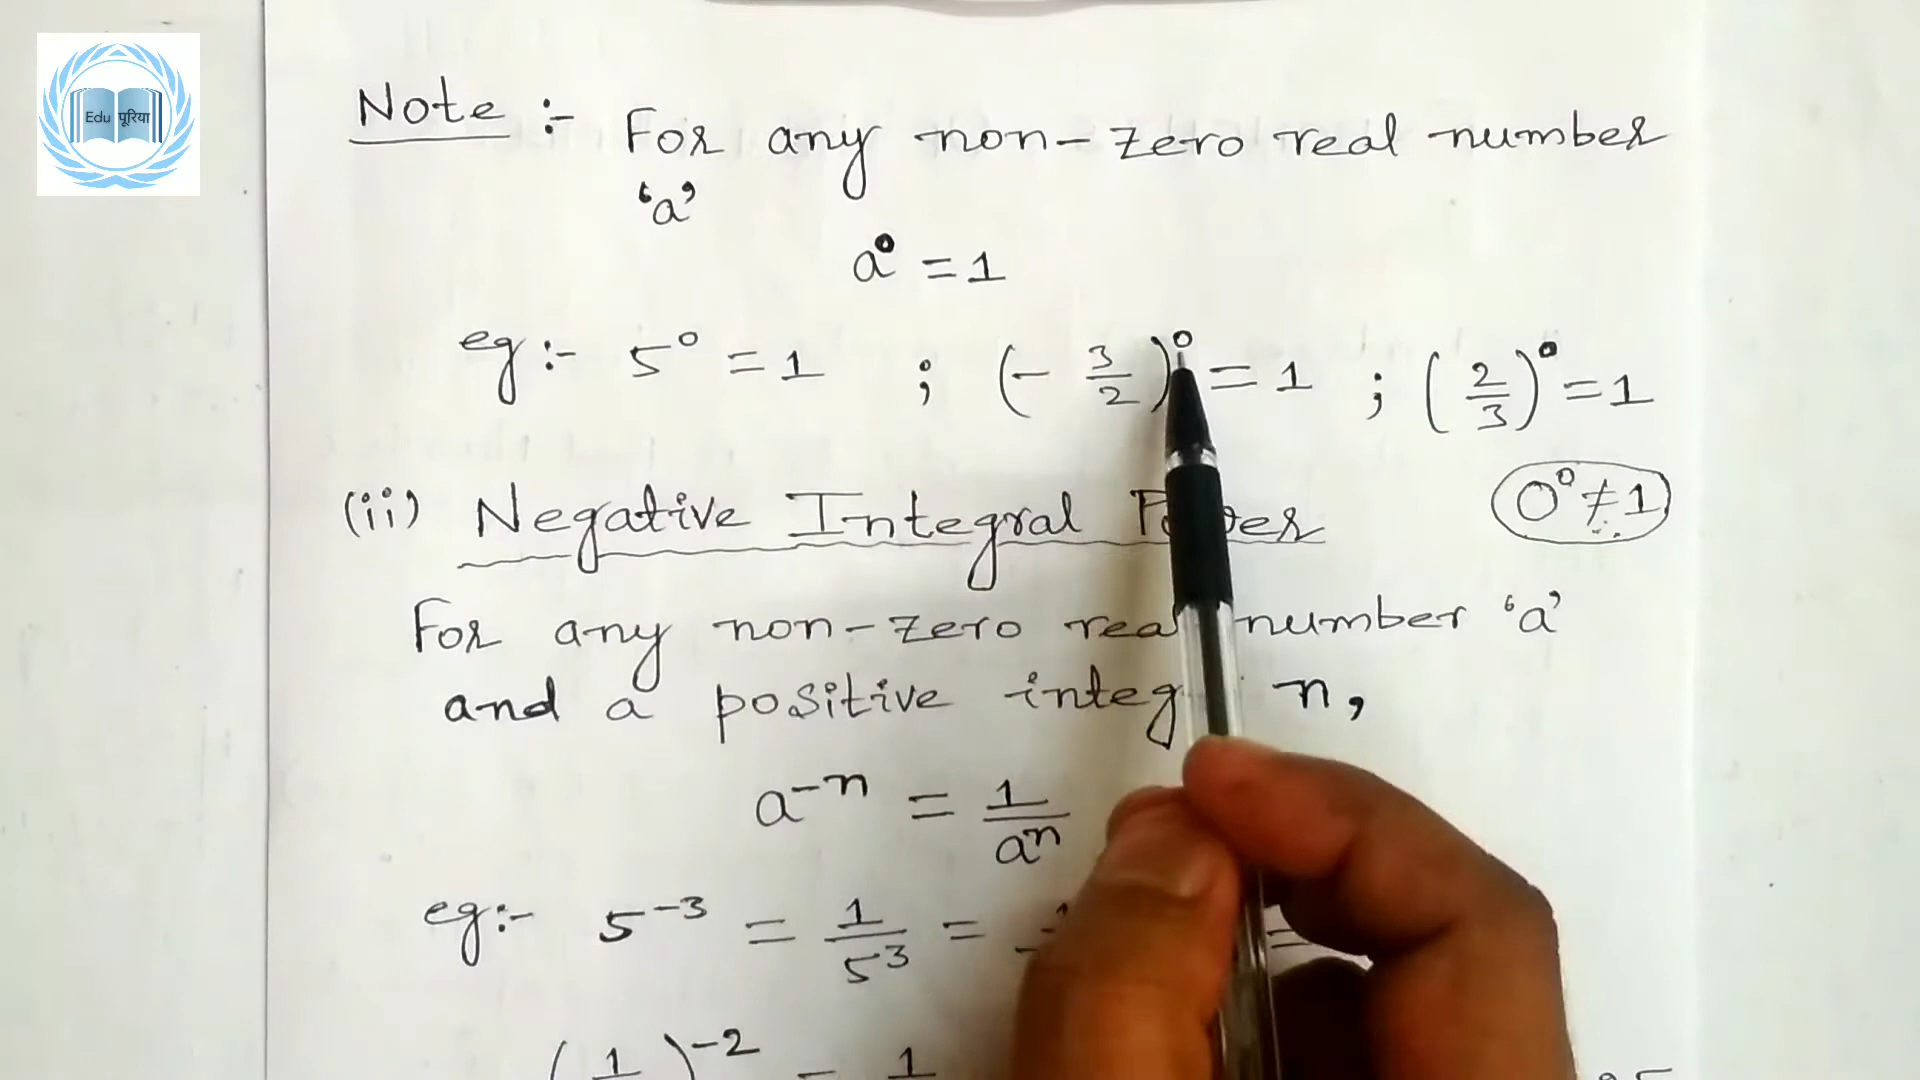 Edu पूरिया
Note :- For any non-zero real number
'a'
a⁰ = 1
eg :- 5⁰ = 1 ; (- 3/2)⁰ = 1 ; (2/3)⁰ = 1
0⁰ ≠ 1
(ii) Negative Integral
For any non-zero number 'a'
and a positive n,
a⁻ⁿ = 1/aⁿ
eg :- 5⁻³ = 1/5³ = =